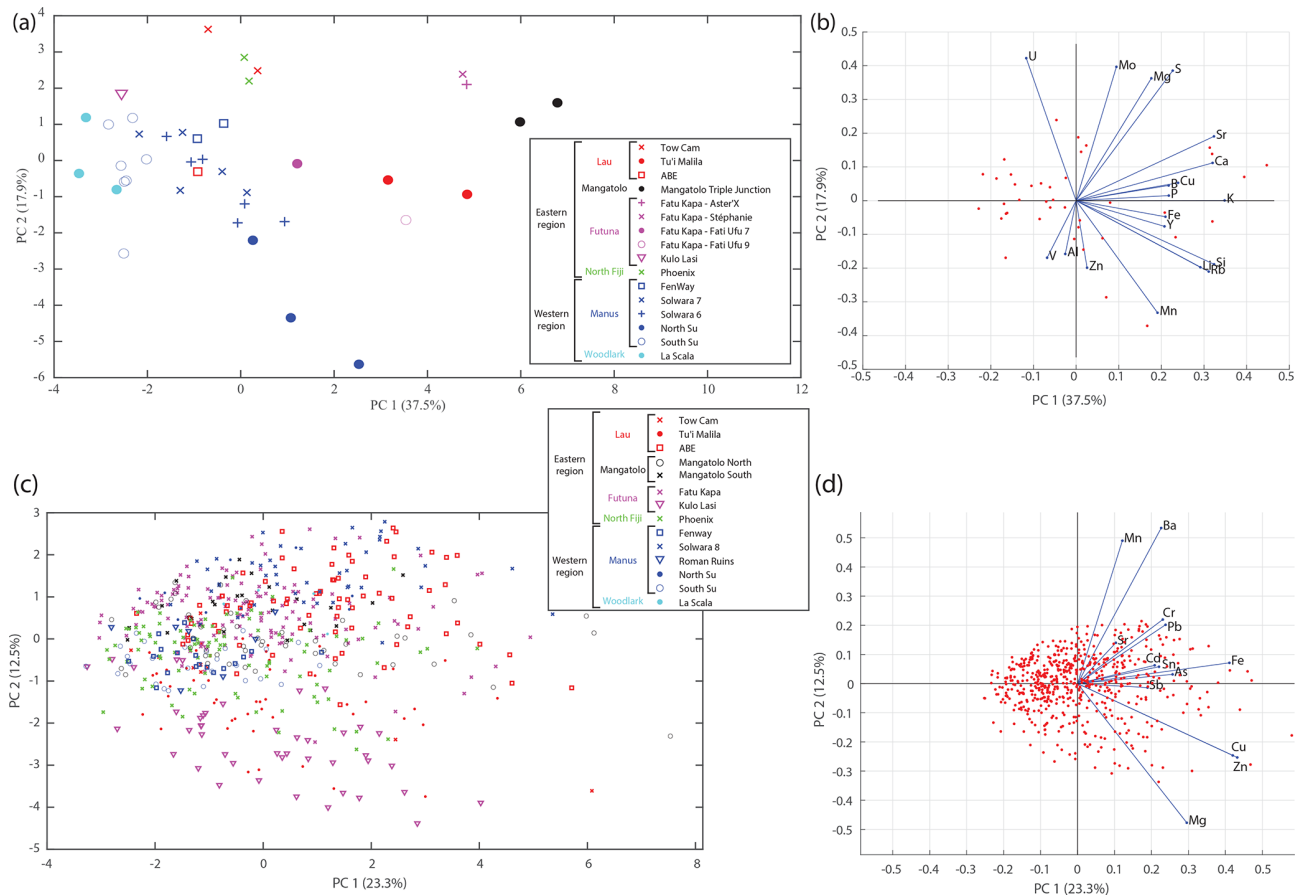 (a)
4
3
2
1
0
-1
-2
-3
-4
-5
-6
PC 2 (17.9%)
-4
-2
0
2
4
6
8
10
12
PC 1 (37.5%)
Eastern
region
Western
region
Lau
Mangatolo
Futuna
North Fiji
Manus
Woodlark
Tow Cam
Tu'i Malila
ABE
Mangatolo Triple Junction
Fatu Kapa - Aster'X
Fatu Kapa - Stéphanie
Fatu Kapa - Fati Ufu 7
Fatu Kapa - Fati Ufu 9
Kulo Lasi
Phoenix
FenWay
Solwara 7
Solwara 6
North Su
South Su
La Scala
(b)
0.5
0.4
0.3
0.2
0.1
0
-0.1
-0.2
-0.3
-0.4
-0.5
PC 2 (17.9%)
U
Mo
Mg
S
Sr
Ca
Cu
P
K
Fe
Y
V
Al
Zn
Si
Rb
Mn
-0.5
-0.4
-0.3
-0.2
-0.1
0
0.1
0.2
0.3
0.4
0.5
PC 1 (37.5%)
(c)
3
2
1
0
-1
-2
-3
-4
-5
PC 2 (12.5%)
-4
-2
0
2
4
6
8
PC 1 (23.3%)
Eastern
region
Western
region
Lau
Mangatolo
Futuna
North Fiji
Manus
Woodlark
Tow Cam
Tu'i Malila
ABE
Mangatolo North
Mangatolo South
Fatu Kapa
Kulo Lasi
Phoenix
Fenway
Solwara 8
Roman Ruins
North Su
South Su
La Scala
(d)
0.5
0.4
0.3
0.2
0.1
0
-0.1
-0.2
-0.3
-0.4
-0.5
PC 2 (12.5%)
Ba
Mn
Cr
Pb
Sr
Cd
Sn
As
Fe
Sb
Cu
Zn
Mg
-0.5
-0.4
-0.3
-0.2
-0.1
0
0.1
0.2
0.3
0.4
0.5
PC 1 (23.3%)